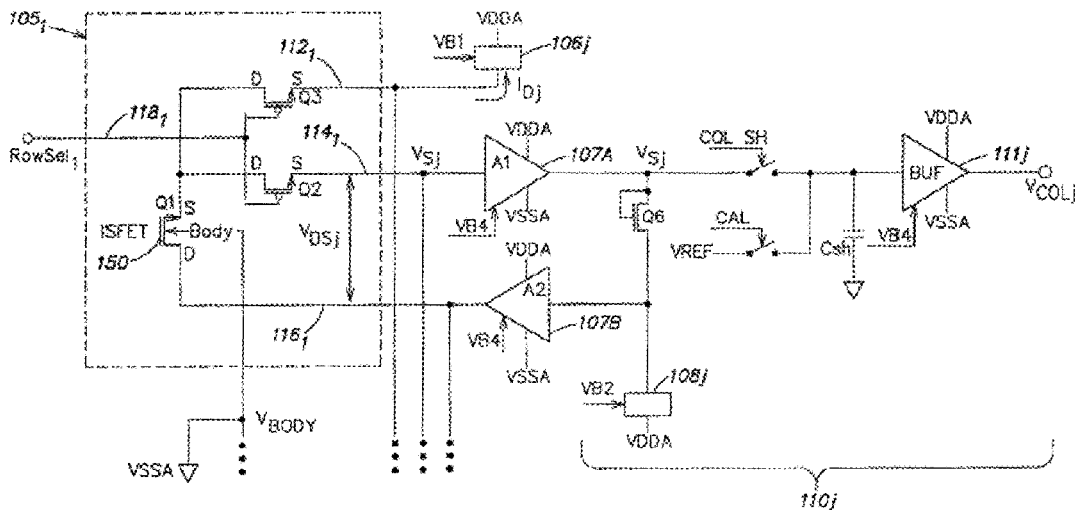 105₁
VDDA
VB1
106j
112₁
D S
Q3
I_Dj
118₁
RowSel₁
114₁
VDDA
107A
D S
Q2
V_Sj
A1
V_Sj
COL SH
VDDA
111j
BUF
V_COLj
VSSA
VB4
Q1
S
ISFET
Body
D
150
V_DSj
VB4
VSSA
Q6
CAL
VREF
Csh
VDDA
A2
107B
116₁
VB4
VSSA
108j
VB2
VDDA
V_BODY
VSSA
110j